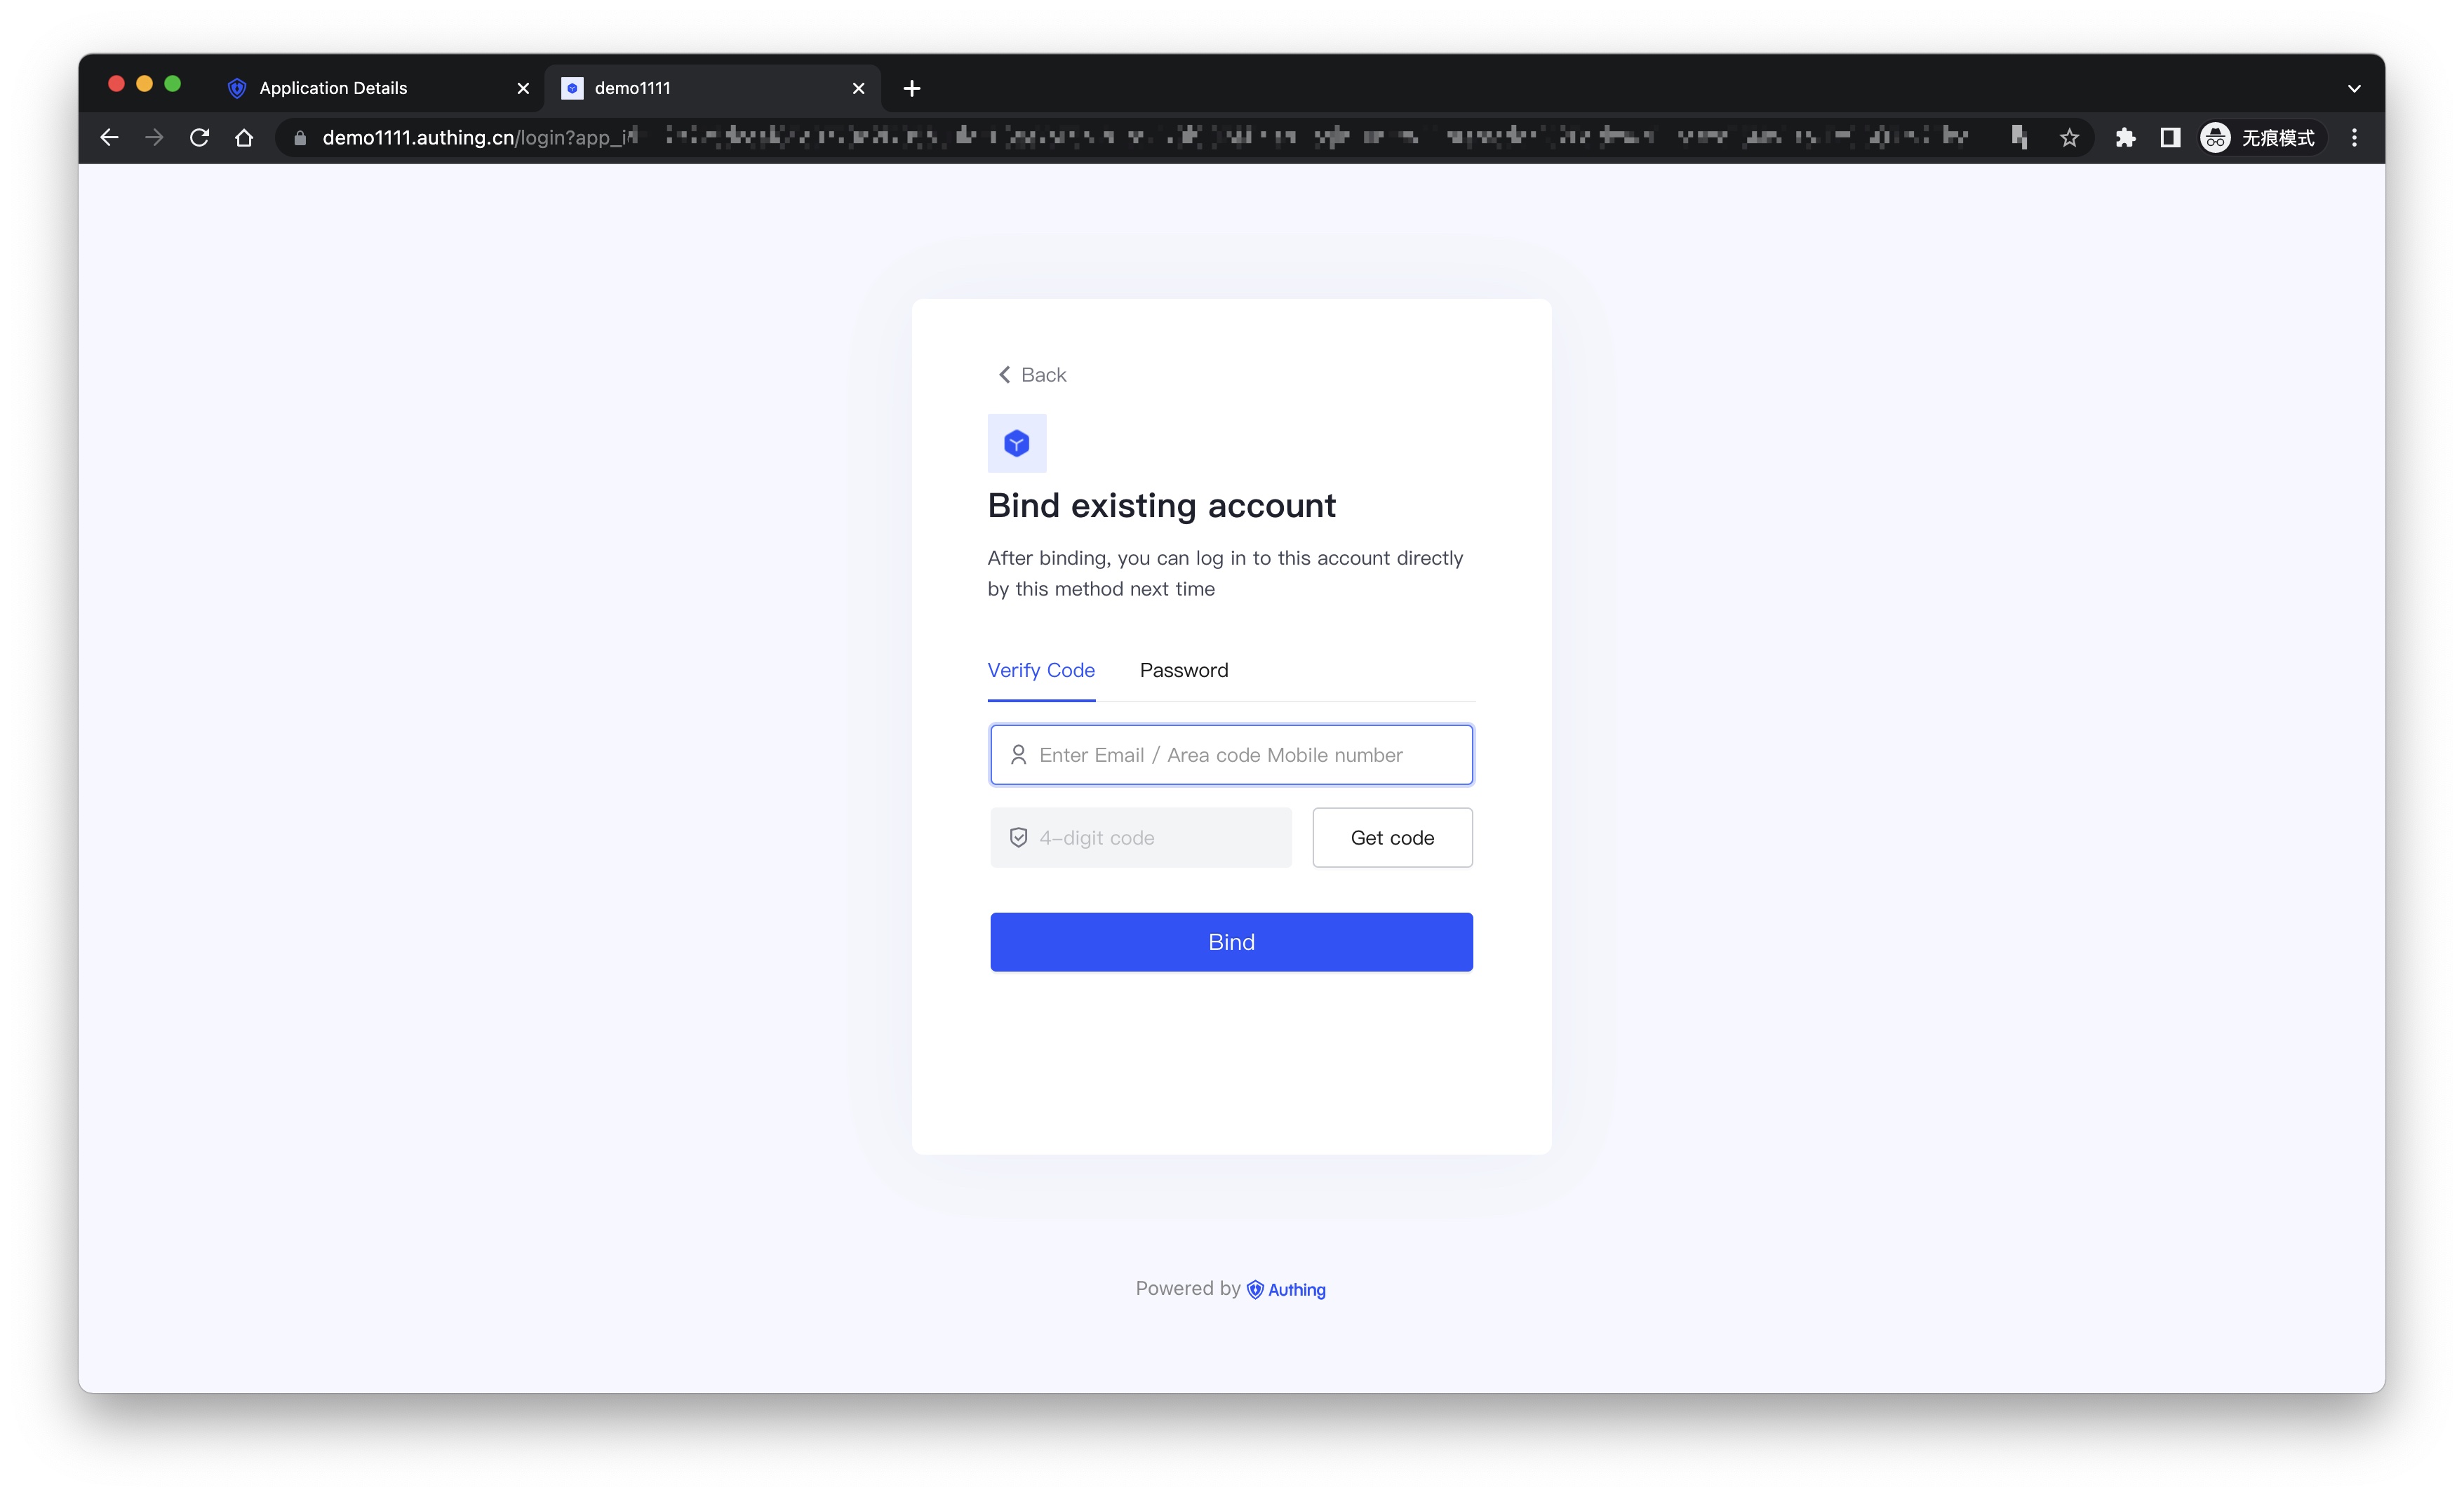 Application Details
demo1111
demo1111.authing.cn/login?app_i
无痕模式
Back
Bind existing account
After binding, you can log in to this account directly
by this method next time
Verify Code Password
Enter Email / Area code Mobile number
4-digit code Get code
Bind
Powered by Authing